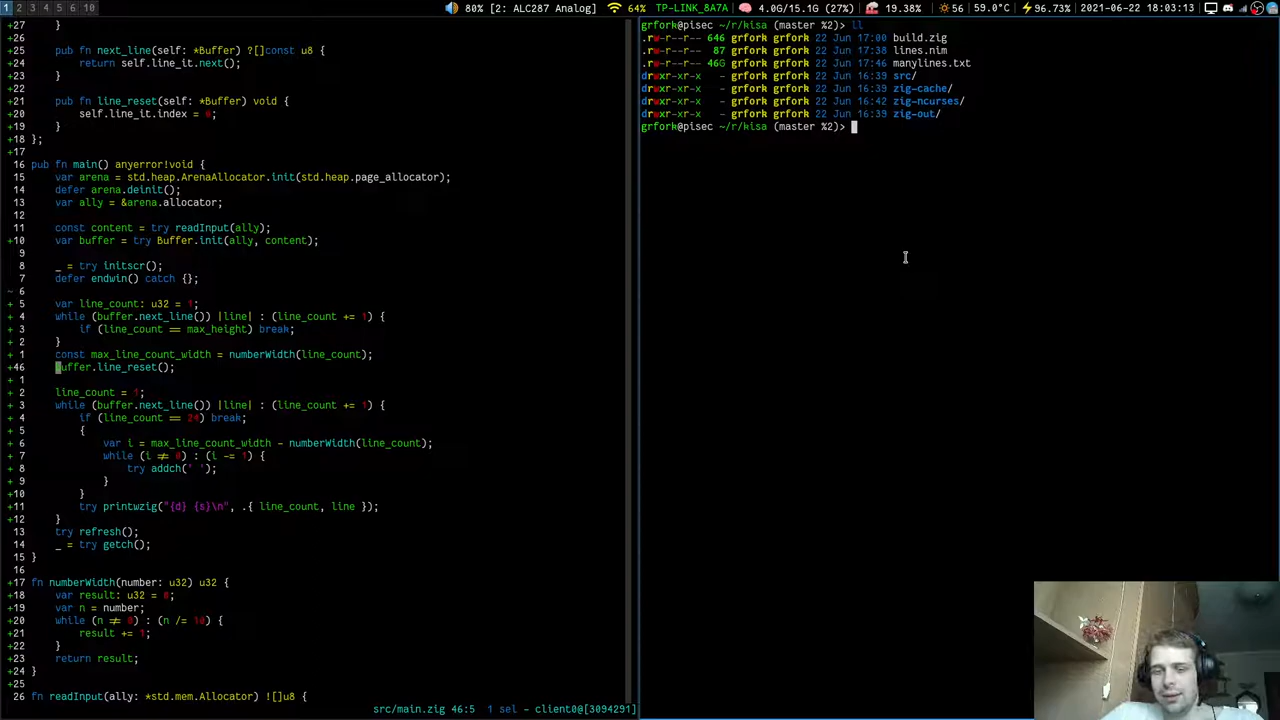 1 2 3 5 6 10
80% [2: ALC287 Analog] 64% TP-LINK_8A7A 4.0G/15.1G (27%) 19.38% 56 59.0°C 96.73% 2021-06-22 18:03:13
+27     }
+26
+25     pub fn next_line(self: *Buffer) ?[]const u8 {
+24         return self.line_it.next();
+23     }
+22
+21     pub fn line_reset(self: *Buffer) void {
+20         self.line_it.index = 0;
+19     }
+18 };
+17
16 pub fn main() anyerror!void {
15     var arena = std.heap.ArenaAllocator.init(std.heap.page_allocator);
14     defer arena.deinit();
13     var ally = &arena.allocator;
12
11     const content = try readInput(ally);
+10     var buffer = try Buffer.init(ally, content);
9
8     _ = try initscr();
7     defer endwin() catch {};
~ 6
+ 5     var line_count: u32 = 1;
+ 4     while (buffer.next_line()) |line| : (line_count += 1) {
+ 3         if (line_count == max_height) break;
+ 2     }
+ 1     const max_line_count_width = numberWidth(line_count);
+46     buffer.line_reset();
+ 1
+ 2     line_count = 1;
+ 3     while (buffer.next_line()) |line| : (line_count += 1) {
+ 4         if (line_count == 20) break;
+ 5         {
+ 6             var i = max_line_count_width - numberWidth(line_count);
+ 7             while (i ≠ 0) : (i -= 1) {
+ 8                 try addch(' ');
+ 9             }
+10         }
+11         try printwzig("{d} {s}\n", .{ line_count, line });
+12     }
13     try refresh();
14     _ = try getch();
15 }
16
+17 fn numberWidth(number: u32) u32 {
+18     var result: u32 = 0;
+19     var n = number;
+20     while (n ≠ 0) : (n /= 10) {
+21         result += 1;
+22     }
+23     return result;
+24 }
+25
26 fn readInput(ally: *std.mem.Allocator) ![]u8 {
src/main.zig 46:5 1 sel - client0@[3094291]
grfork@pisec ~/r/kisa (master %2)> ll
.rw-r--r-- 646 grfork grfork 22 Jun 17:00 build.zig
.rw-r--r-- 87 grfork grfork 22 Jun 17:38 lines.nim
.rw-r--r-- 46G grfork grfork 22 Jun 17:46 manylines.txt
drwxr-xr-x - grfork grfork 22 Jun 16:39 src/
drwxr-xr-x - grfork grfork 22 Jun 16:39 zig-cache/
drwxr-xr-x - grfork grfork 22 Jun 16:42 zig-ncurses/
drwxr-xr-x - grfork grfork 22 Jun 16:39 zig-out/
grfork@pisec ~/r/kisa (master %2)>